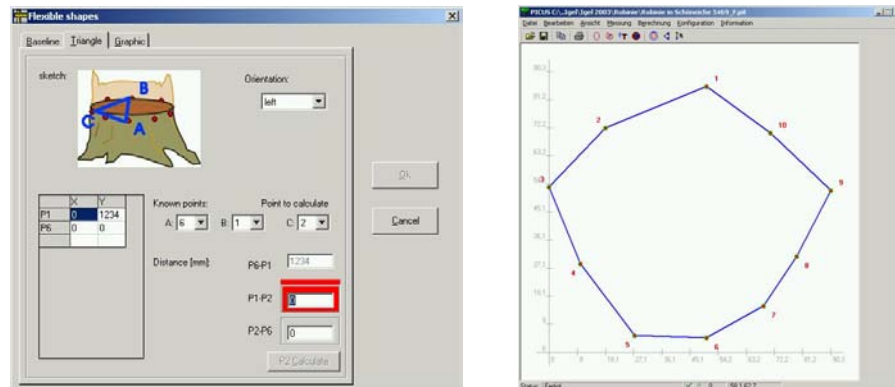 Flexible shapes
Baseline Triangle Graphic
sketch:
B
C
A
Orientation:
left
X Y
P1 0 1234
P6 0 0
Known points: Point to calculate
A: 6 B: 1 C: 2
Distance [mm]: P6-P1 1234
P1-P2 0
P2-P6 0
P2 Calculate
Ok
Cancel
Datei Bearbeiten Ansicht Messung Berechnung Konfiguration Information
1
2
10
3
9
4
8
7
5
6